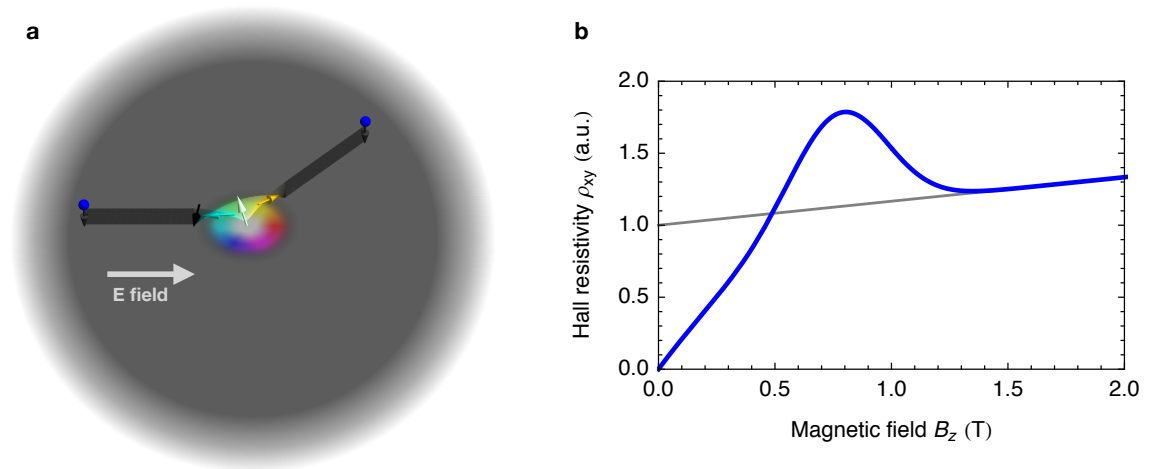 a
E field
b
Hall resistivity ρxy (a.u.)
2.0
1.5
1.0
0.5
0.0
0.0 0.5 1.0 1.5 2.0
Magnetic field Bz (T)